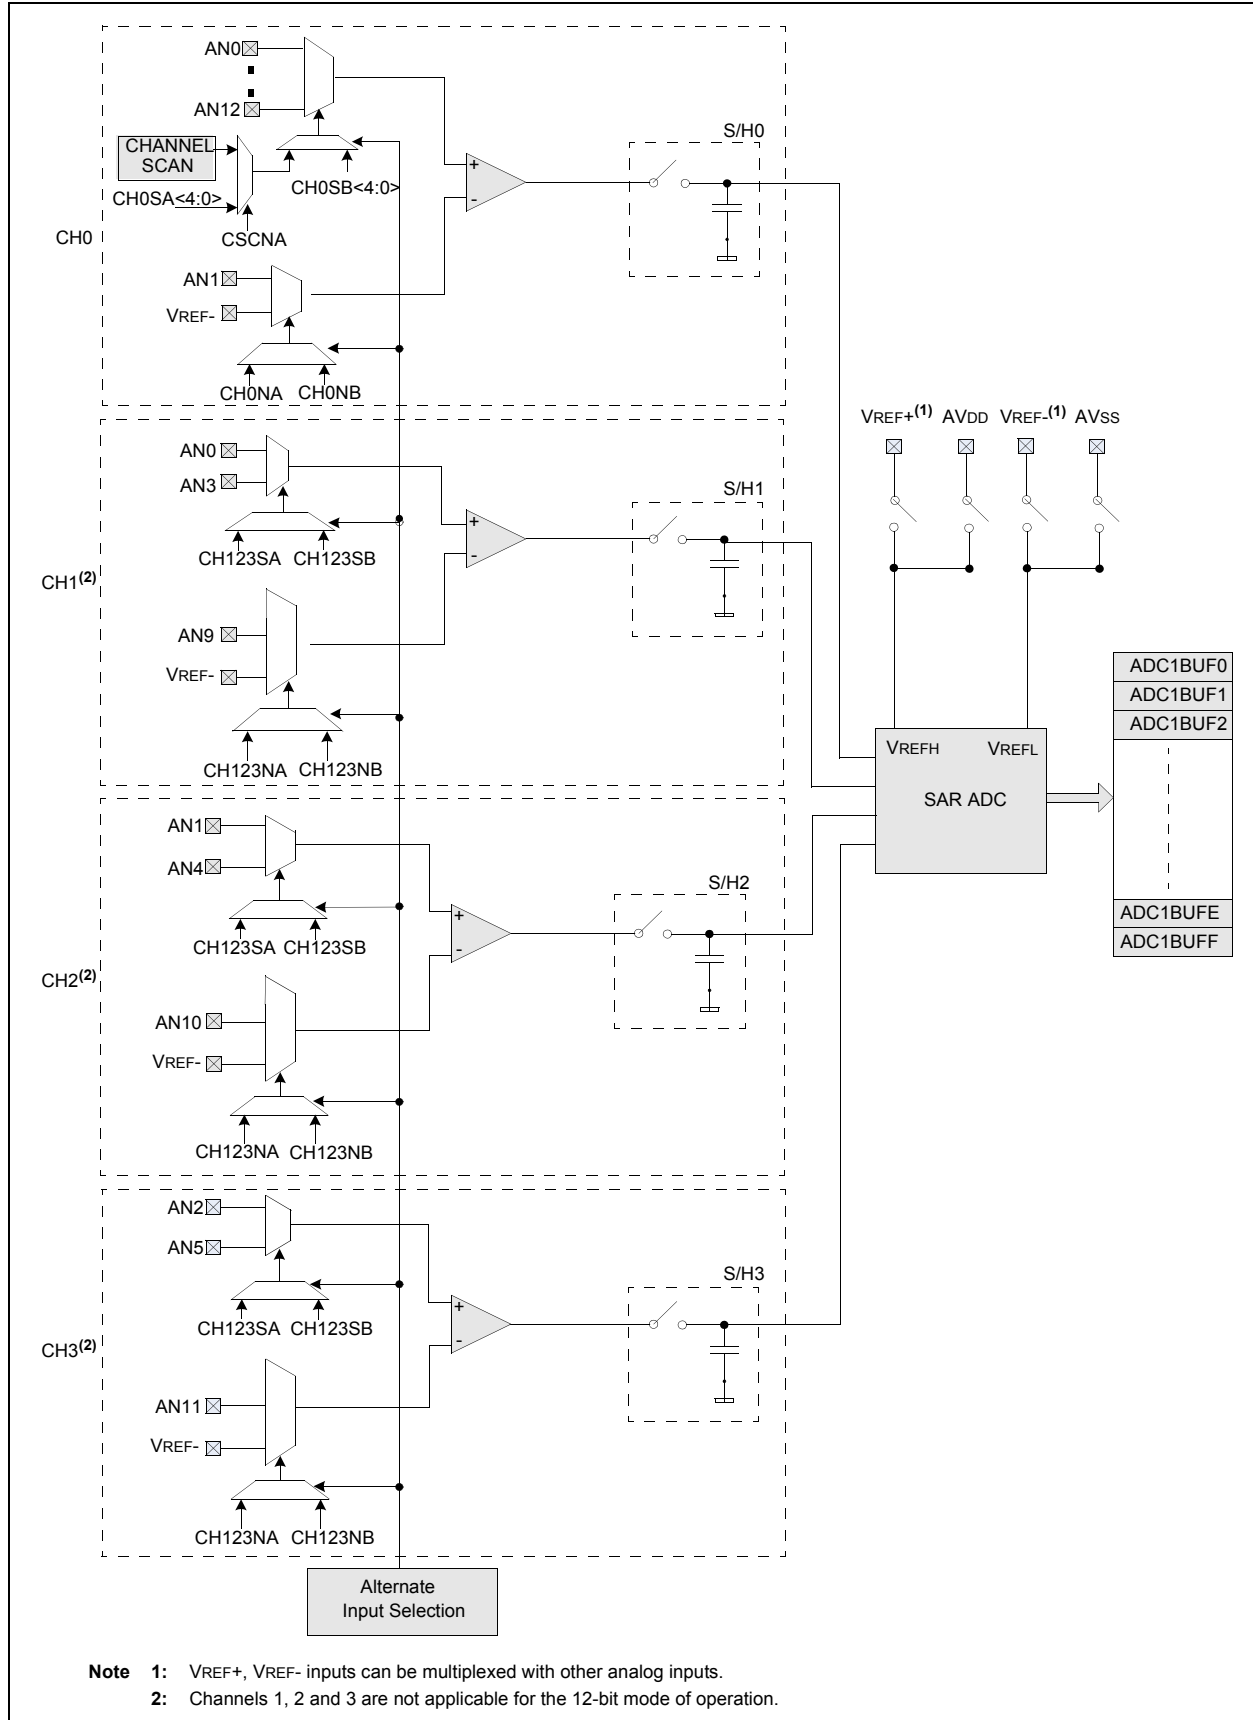 AN0
AN12
CHANNEL
SCAN
CH0SA<4:0>
CH0SB<4:0>
CSCNA
CH0
AN1
VREF-
CH0NA CH0NB
+
-
S/H0
AN0
AN3
CH123SA CH123SB
CH1(2)
AN9
VREF-
CH123NA CH123NB
+
-
S/H1
AN1
AN4
CH123SA CH123SB
CH2(2)
AN10
VREF-
CH123NA CH123NB
+
-
S/H2
AN2
AN5
CH123SA CH123SB
CH3(2)
AN11
VREF-
CH123NA CH123NB
+
-
S/H3
VREF+(1) AVDD VREF-(1) AVSS
VREFH VREFL
SAR ADC
ADC1BUF0
ADC1BUF1
ADC1BUF2
ADC1BUFE
ADC1BUFF
Alternate
Input Selection
Note 1: VREF+, VREF- inputs can be multiplexed with other analog inputs.
2: Channels 1, 2 and 3 are not applicable for the 12-bit mode of operation.